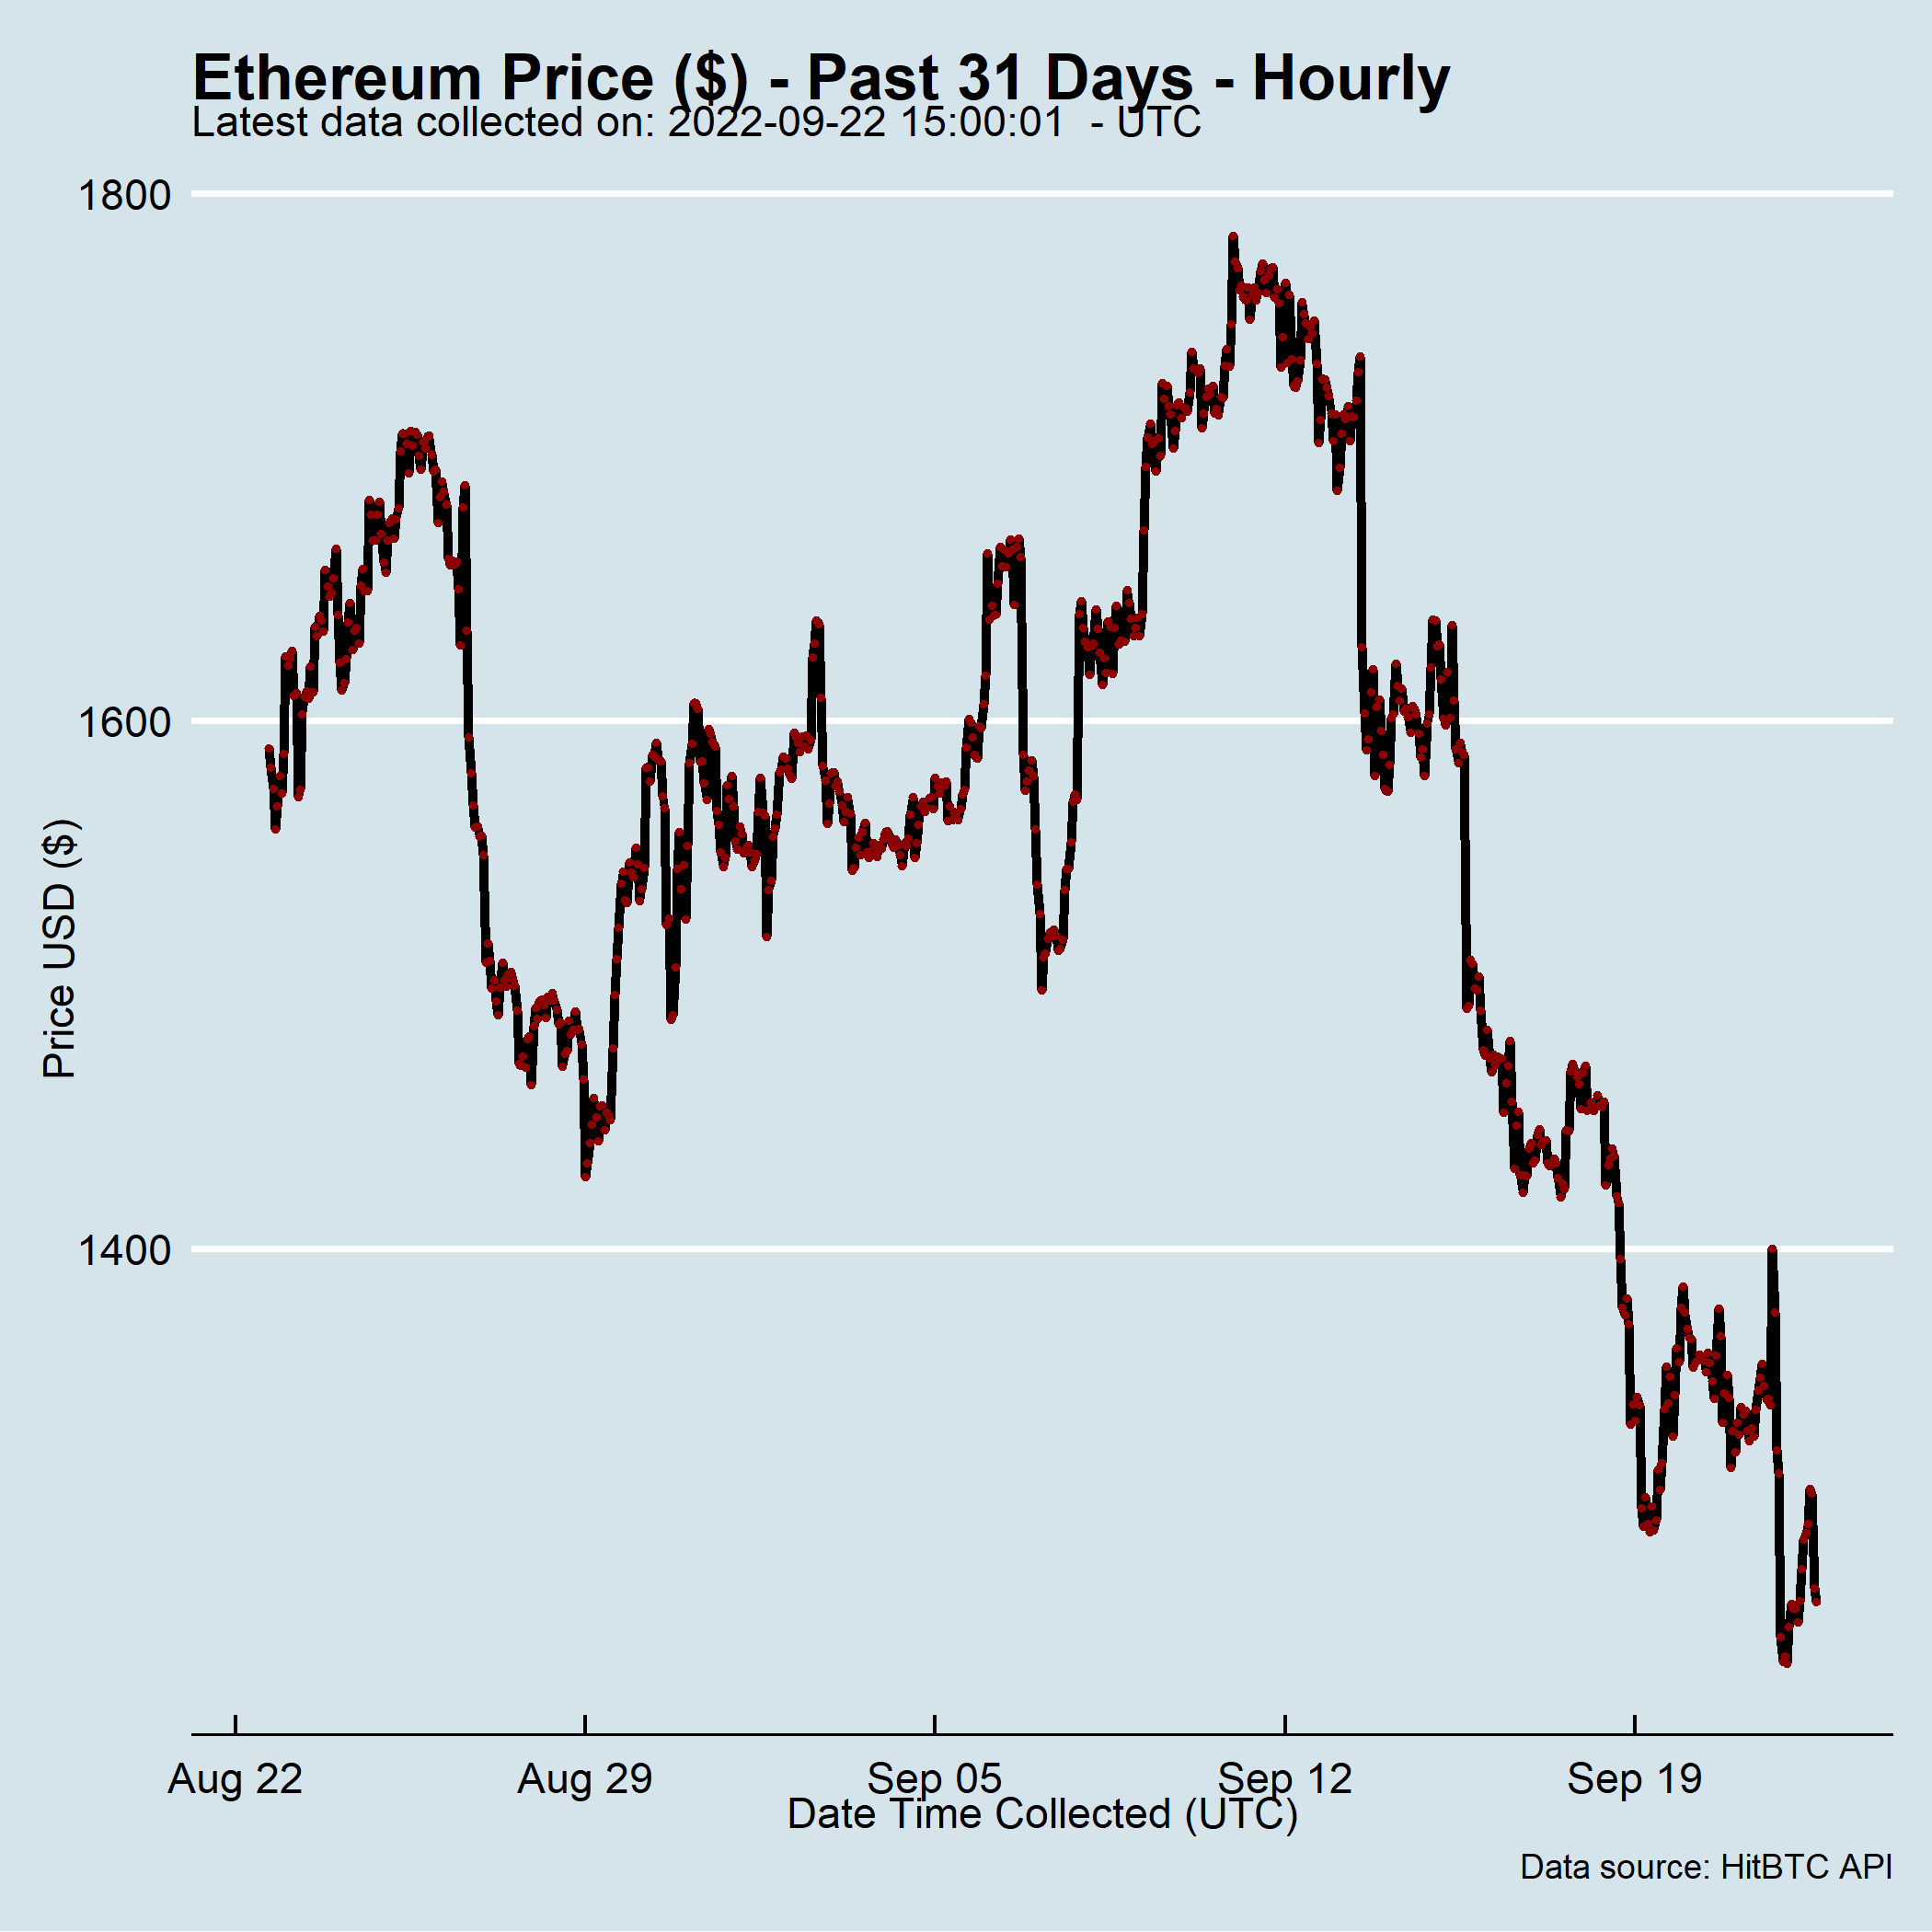 Ethereum Price ($) - Past 31 Days - Hourly
Latest data collected on: 2022-09-22 15:00:01  - UTC
1800
1600
1400
Price USD ($)
Aug 22
Aug 29
Sep 05
Sep 12
Sep 19
Date Time Collected (UTC)
Data source: HitBTC API